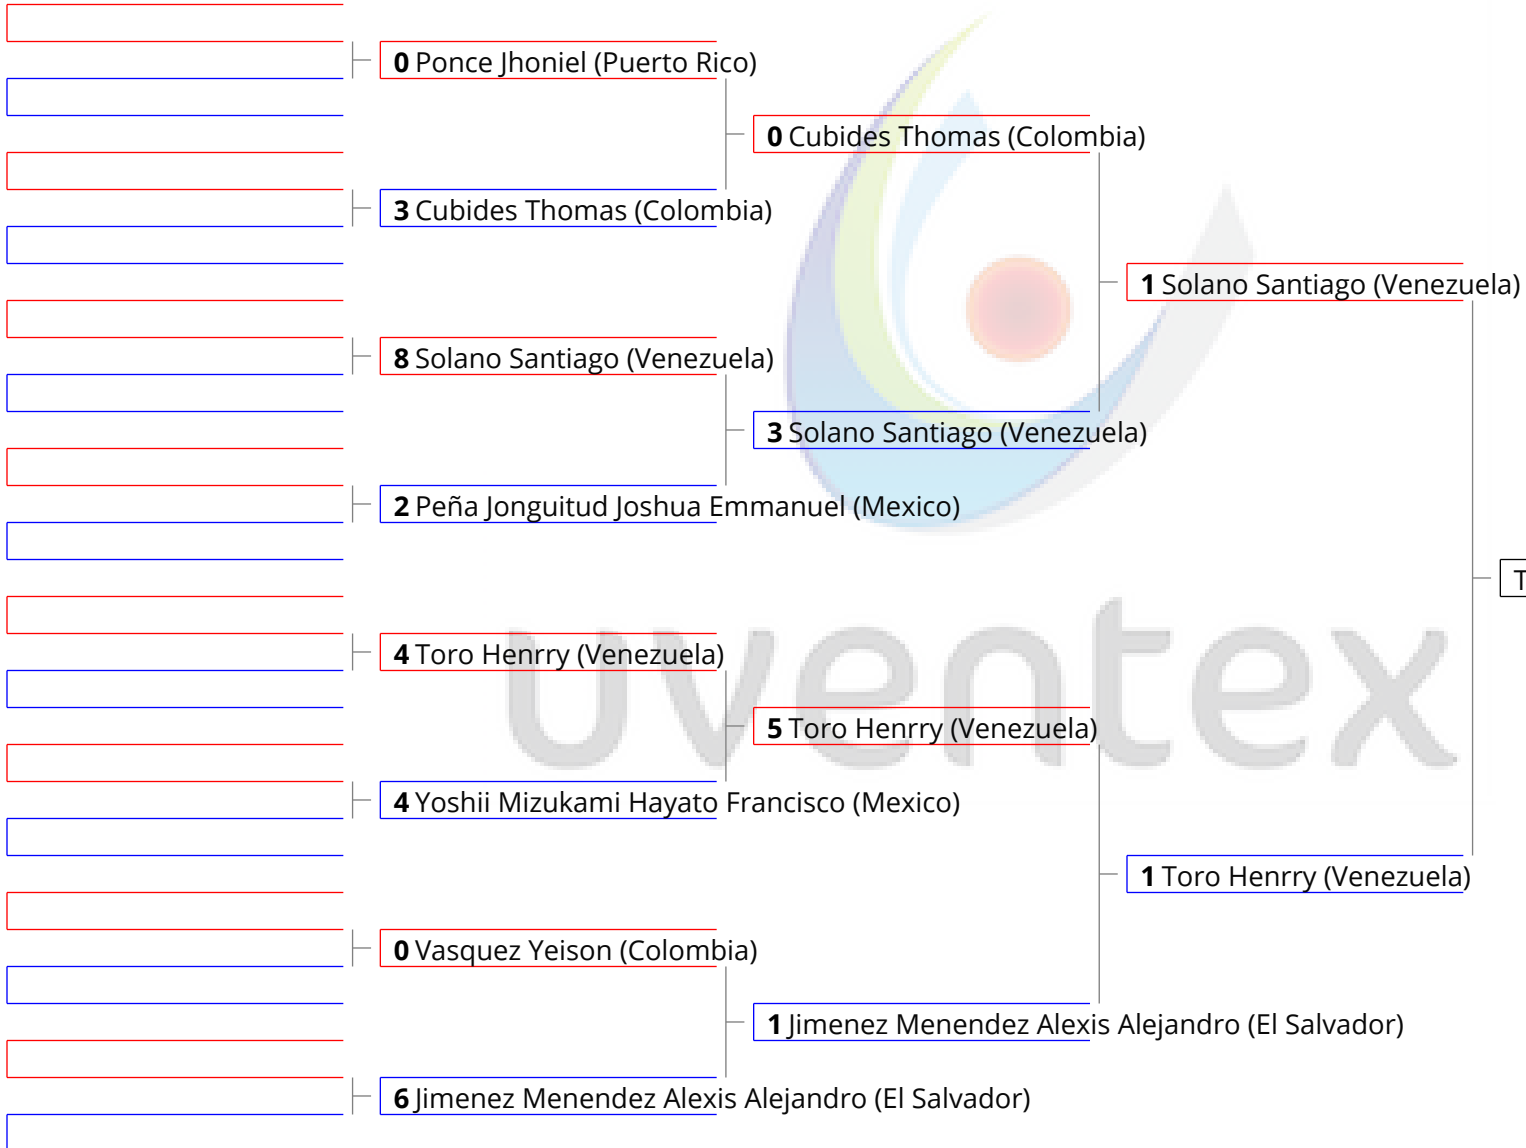 0 Ponce Jhoniel (Puerto Rico)
0 Cubides Thomas (Colombia)
3 Cubides Thomas (Colombia)
1 Solano Santiago (Venezuela)
8 Solano Santiago (Venezuela)
3 Solano Santiago (Venezuela)
2 Peña Jonguitud Joshua Emmanuel (Mexico)
T
uventex
4 Toro Henrry (Venezuela)
5 Toro Henrry (Venezuela)
4 Yoshii Mizukami Hayato Francisco (Mexico)
1 Toro Henrry (Venezuela)
0 Vasquez Yeison (Colombia)
1 Jimenez Menendez Alexis Alejandro (El Salvador)
6 Jimenez Menendez Alexis Alejandro (El Salvador)